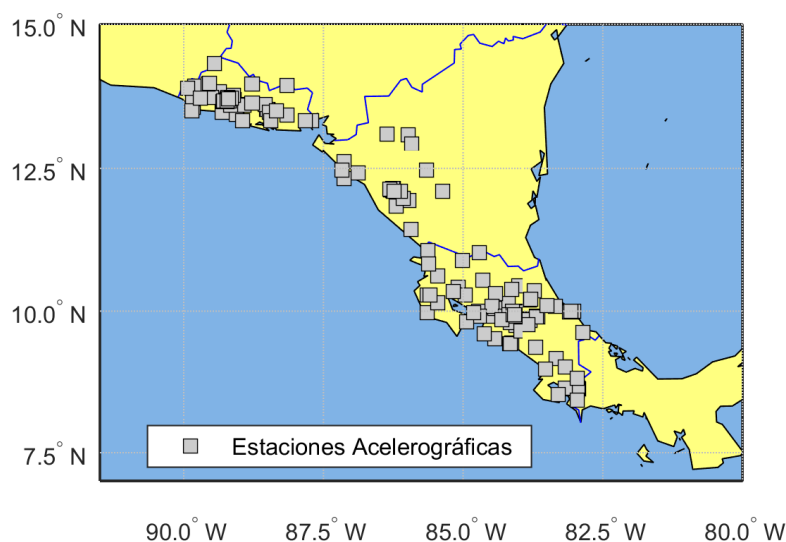 15.0° N
12.5° N
10.0° N
7.5° N
Estaciones Acelerográficas
90.0° W 87.5° W 85.0° W 82.5° W 80.0° W